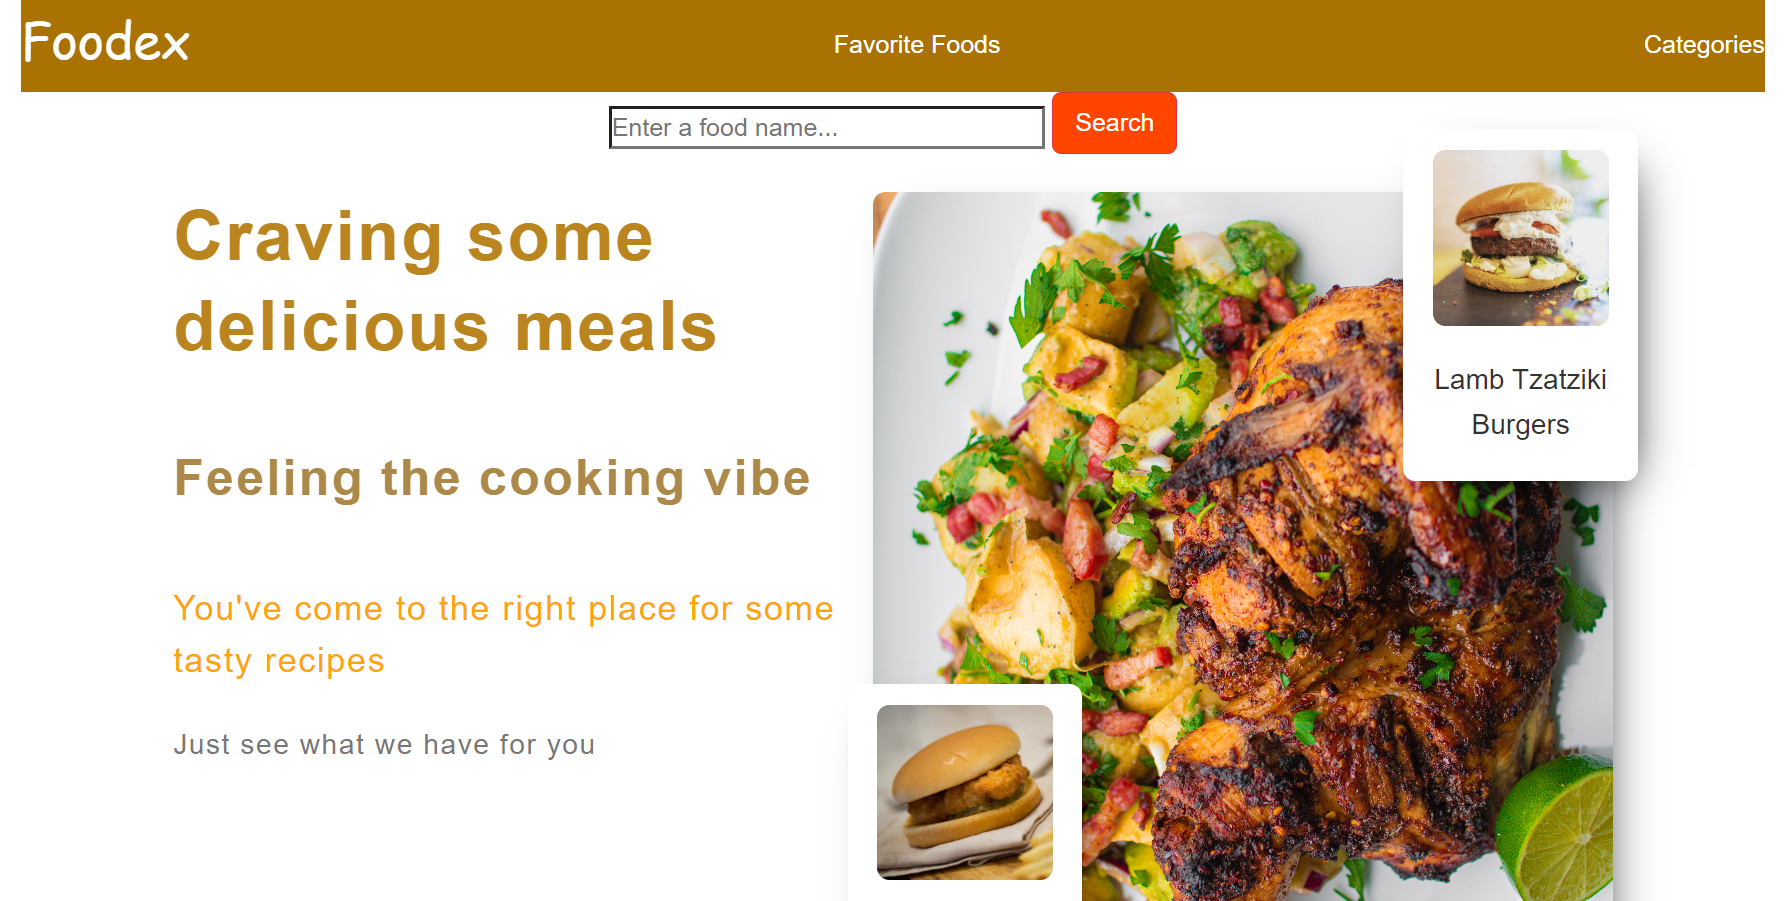 Foodex
Favorite Foods
Categories
Enter a food name...
Search
Craving some
delicious meals
Feeling the cooking vibe
You've come to the right place for some
tasty recipes
Just see what we have for you
Lamb Tzatziki
Burgers